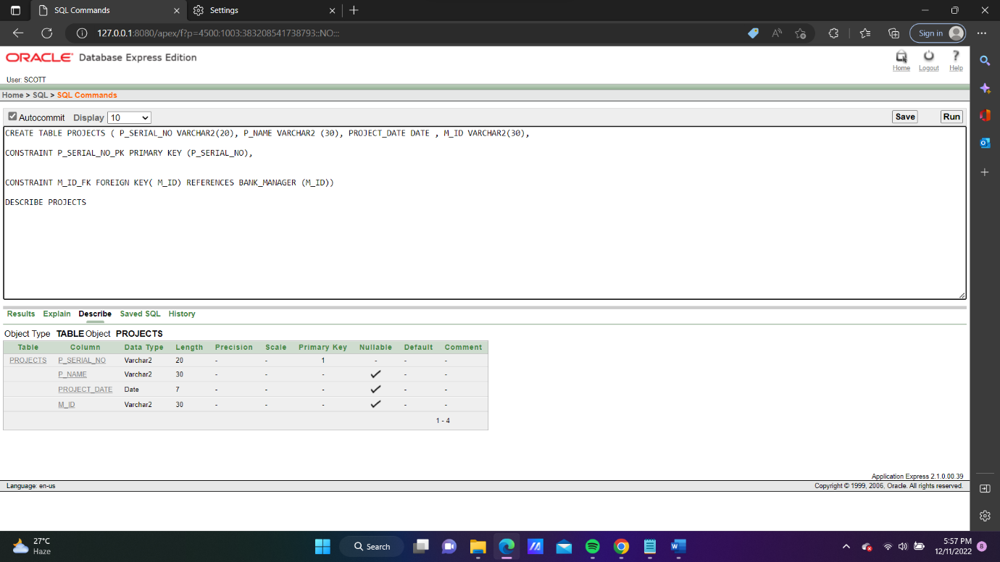 SQL Commands
Settings
127.0.0.1:8080/apex/f?p=4500:1003:383208541738793::NO:::
Sign in
ORACLE Database Express Edition
Home
Logout
Help
User: SCOTT
Home > SQL > SQL Commands
Autocommit Display 10
Save
Run
CREATE TABLE PROJECTS ( P_SERIAL_NO VARCHAR2(20), P_NAME VARCHAR2 (30), PROJECT_DATE DATE , M_ID VARCHAR2(30),
CONSTRAINT P_SERIAL_NO_PK PRIMARY KEY (P_SERIAL_NO),
CONSTRAINT M_ID_FK FOREIGN KEY( M_ID) REFERENCES BANK_MANAGER (M_ID))
DESCRIBE PROJECTS
Results Explain Describe Saved SQL History
Object Type TABLE Object PROJECTS
Table Column Data Type Length Precision Scale Primary Key Nullable Default Comment
PROJECTS P_SERIAL_NO Varchar2 20 - - 1 - - -
P_NAME Varchar2 30 - - - ✓ - -
PROJECT_DATE Date 7 - - - ✓ - -
M_ID Varchar2 30 - - - ✓ - -
1 - 4
Application Express 2.1.0.00.39
Language: en-us
Copyright © 1999, 2006, Oracle. All rights reserved.
27°C
Haze
Search
5:57 PM
12/11/2022
8